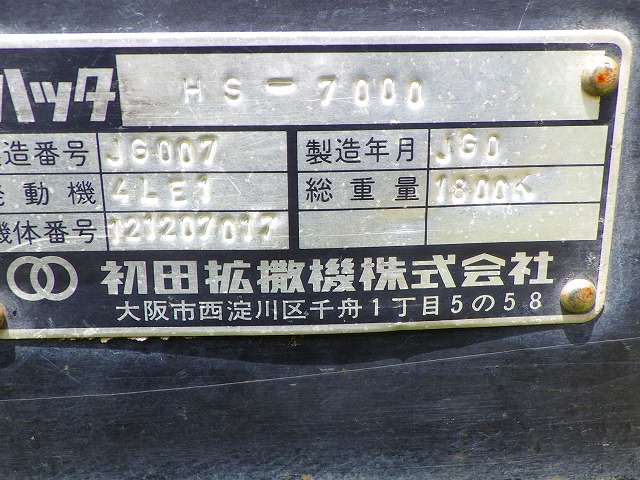 ハッタ HS-7000
造番号 JG007 製造年月 JG0
動機 4LE1 総重量 1800K
機体番号 121207017
初田拡撒機株式会社
大阪市西淀川区千舟1丁目5の58